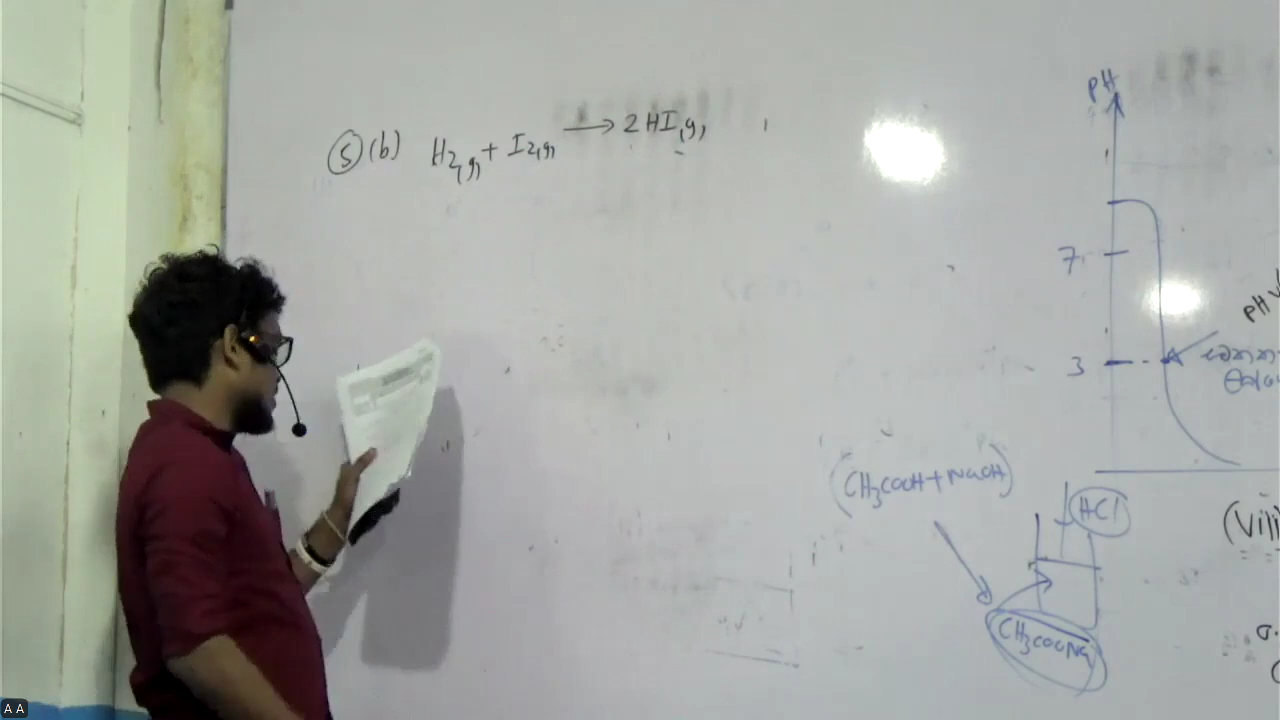 (5) (b) H2(g) + I2(g) → 2HI(g)
PH
7
3
(CH3COOH + NaOH)
HCl
CH3COONa
(Vii)
A A